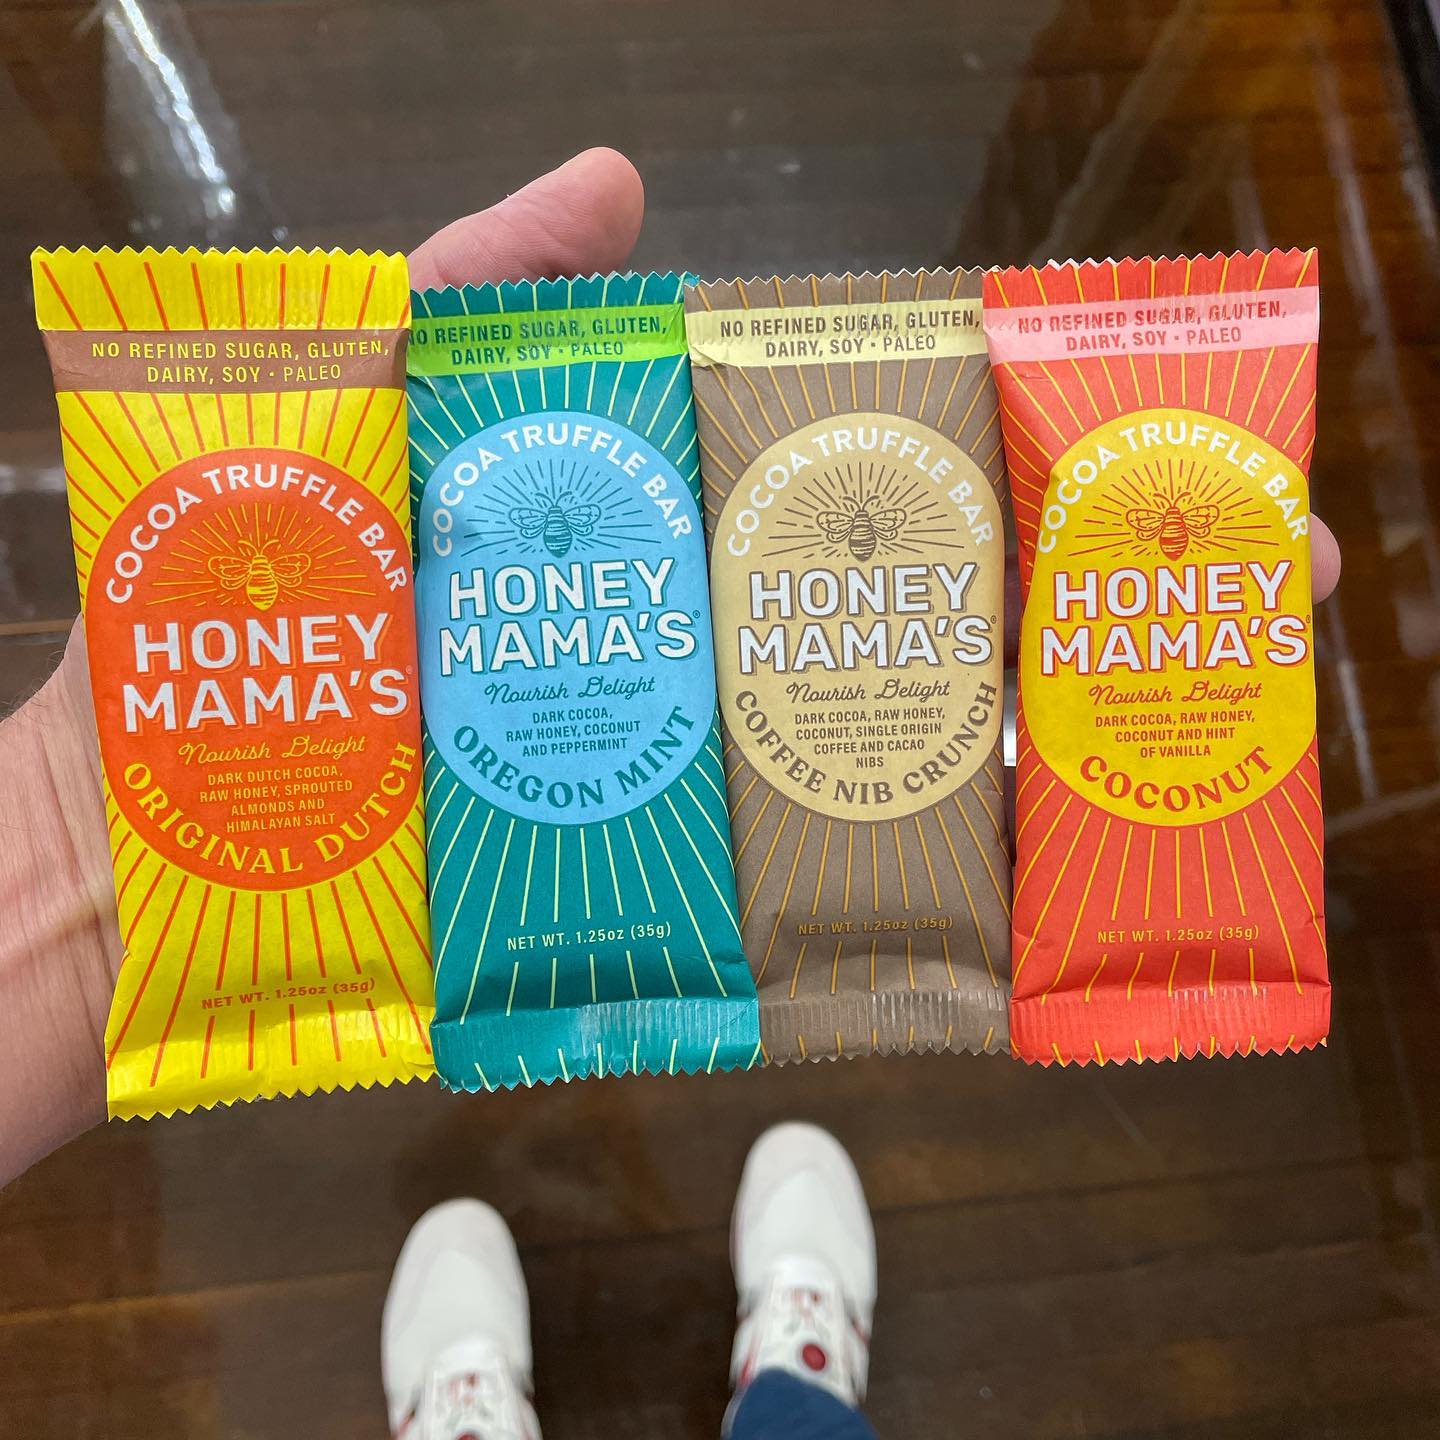 NO REFINED SUGAR, GLUTEN,
DAIRY, SOY • PALEO
COCOA TRUFFLE BAR
HONEY
MAMA'S®
Nourish Delight
DARK DUTCH COCOA,
RAW HONEY, SPROUTED
ALMONDS AND
HIMALAYAN SALT
ORIGINAL DUTCH
NET WT. 1.25oz (35g)
NO REFINED SUGAR, GLUTEN,
DAIRY, SOY • PALEO
COCOA TRUFFLE BAR
HONEY
MAMA'S®
Nourish Delight
DARK COCOA,
RAW HONEY, COCONUT
AND PEPPERMINT
OREGON MINT
NET WT. 1.25oz (35g)
NO REFINED SUGAR, GLUTEN,
DAIRY, SOY • PALEO
COCOA TRUFFLE BAR
HONEY
MAMA'S®
Nourish Delight
DARK COCOA, RAW HONEY,
COCONUT, SINGLE ORIGIN
COFFEE AND CACAO
NIBS
COFFEE NIB CRUNCH
NET WT. 1.25oz (35g)
NO REFINED SUGAR, GLUTEN,
DAIRY, SOY • PALEO
COCOA TRUFFLE BAR
HONEY
MAMA'S®
Nourish Delight
DARK COCOA, RAW HONEY,
COCONUT AND HINT
OF VANILLA
COCONUT
NET WT. 1.25oz (35g)